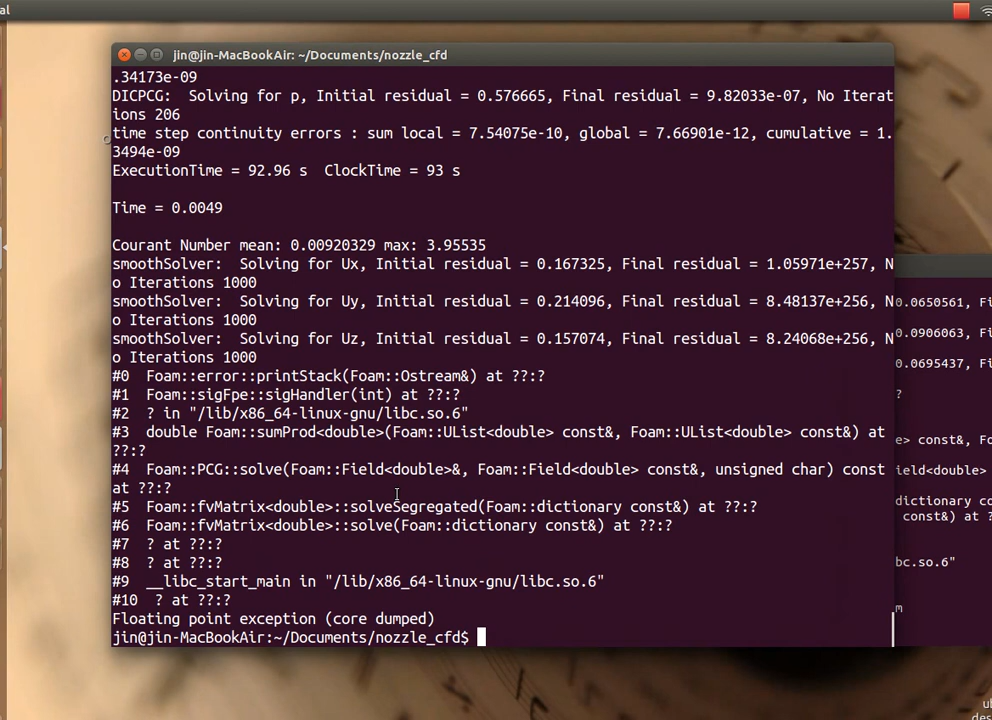 al
jin@jin-MacBookAir: ~/Documents/nozzle_cfd
.34173e-09
DICPCG:  Solving for p, Initial residual = 0.576665, Final residual = 9.82033e-07, No Iterat
ions 206
time step continuity errors : sum local = 7.54075e-10, global = 7.66901e-12, cumulative = 1.
3494e-09
ExecutionTime = 92.96 s  ClockTime = 93 s
Time = 0.0049
Courant Number mean: 0.00920329 max: 3.95535
smoothSolver:  Solving for Ux, Initial residual = 0.167325, Final residual = 1.05971e+257, N
o Iterations 1000
smoothSolver:  Solving for Uy, Initial residual = 0.214096, Final residual = 8.48137e+256, N
o Iterations 1000
smoothSolver:  Solving for Uz, Initial residual = 0.157074, Final residual = 8.24068e+256, N
o Iterations 1000
#0  Foam::error::printStack(Foam::Ostream&) at ??:?
#1  Foam::sigFpe::sigHandler(int) at ??:?
#2  ? in "/lib/x86_64-linux-gnu/libc.so.6"
#3  double Foam::sumProd<double>(Foam::UList<double> const&, Foam::UList<double> const&) at
??:?
#4  Foam::PCG::solve(Foam::Field<double>&, Foam::Field<double> const&, unsigned char) const
at ??:?
#5  Foam::fvMatrix<double>::solveSegregated(Foam::dictionary const&) at ??:?
#6  Foam::fvMatrix<double>::solve(Foam::dictionary const&) at ??:?
#7  ? at ??:?
#8  ? at ??:?
#9  __libc_start_main in "/lib/x86_64-linux-gnu/libc.so.6"
#10  ? at ??:?
Floating point exception (core dumped)
jin@jin-MacBookAir:~/Documents/nozzle_cfd$
0.0650561, Fi
0.0906063, Fi
0.0695437, Fi
?
e> const&, Fo
ield<double>
dictionary co
const&) at ?
bc.so.6"
m
ub
des